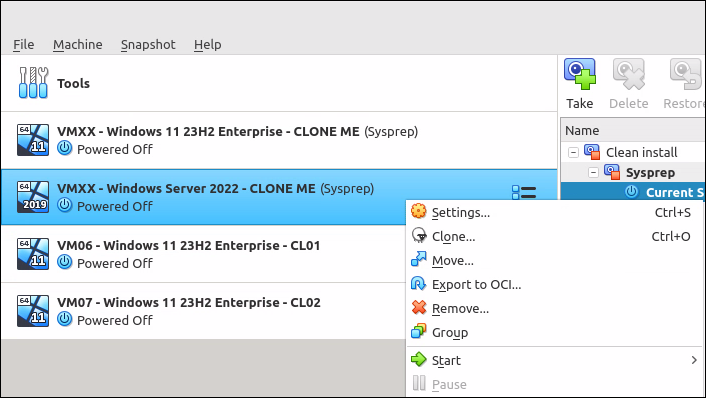 File Machine Snapshot Help
Tools
Take Delete Restore
Name
64 11 VMXX - Windows 11 23H2 Enterprise - CLONE ME (Sysprep)
Powered Off
Clean install
Sysprep
64 2019 VMXX - Windows Server 2022 - CLONE ME (Sysprep)
Powered Off
Current S
Settings... Ctrl+S
Clone... Ctrl+O
64 11 VM06 - Windows 11 23H2 Enterprise - CL01
Powered Off
Move...
Export to OCI...
64 11 VM07 - Windows 11 23H2 Enterprise - CL02
Powered Off
Remove...
Group
Start
Pause